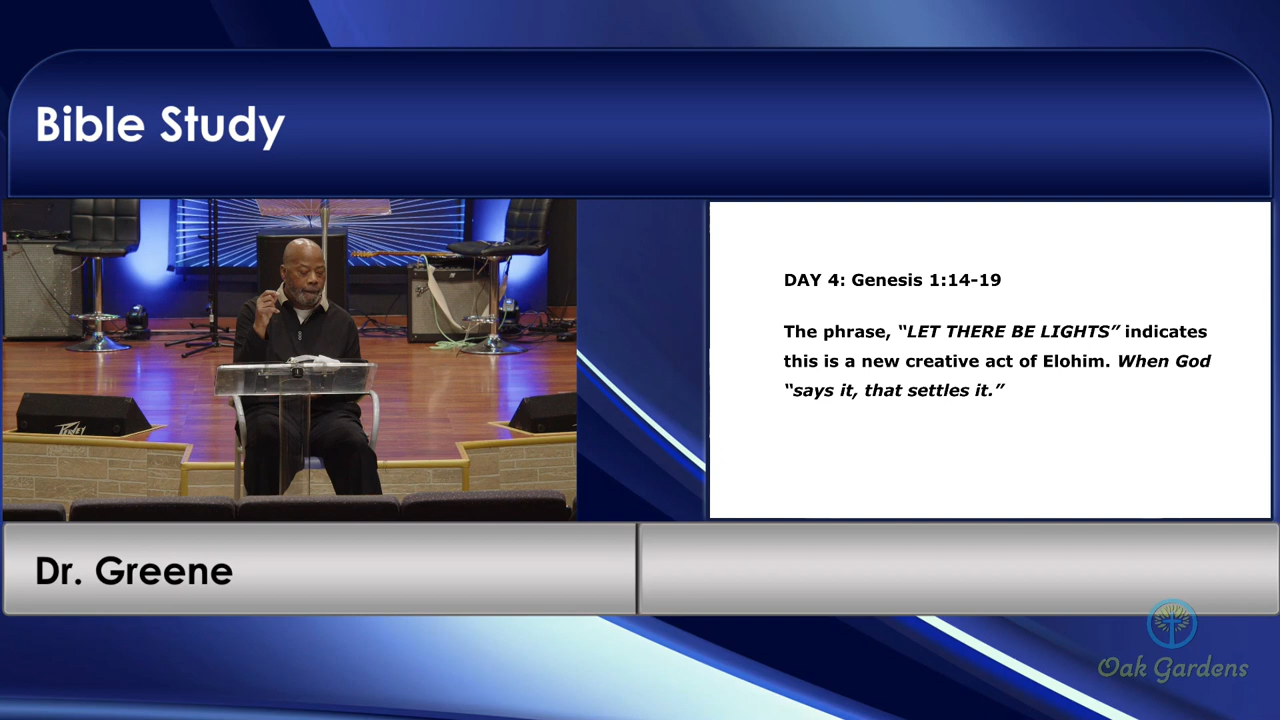 Bible Study
PEAVEY
DAY 4: Genesis 1:14-19
The phrase, “LET THERE BE LIGHTS” indicates
this is a new creative act of Elohim. When God
“says it, that settles it.”
Dr. Greene
Oak Gardens